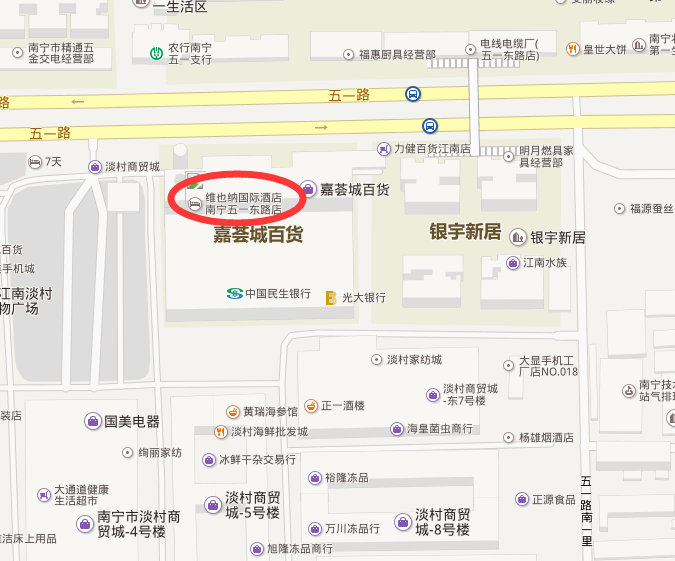 一生活区
南宁市精通五
金交电经营部
农行南宁
五一支行
福惠厨具经营部
电线电缆厂(
五一东路店)
皇世大饼
南宁
第一
五一路
路
五一路
7天
淡村商贸城
力健百货江南店
明月燃具家
具经营部
维也纳国际酒店
南宁五一东路店
嘉荟城百货
嘉荟城百货
银宇新居
银宇新居
福源蚕丝
百货
手机城
江南水族
江南淡村
物广场
中国民生银行
光大银行
淡村家纺城
大显手机工
厂店NO.018
淡村商贸城
-东7号楼
南宁技
站气排
正一酒楼
黄瑞海参馆
装店
国美电器
淡村海鲜批发城
海皇菌虫商行
杨雄烟酒店
绚丽家纺
冰鲜干杂交易行
裕隆冻品
大通道健康
生活超市
淡村商贸
城-5号楼
正源食品
五一路南一里
南宁市淡村商
贸城-4号楼
万川冻品行
淡村商贸
城-8号楼
洁床上用品
旭隆冻品商行